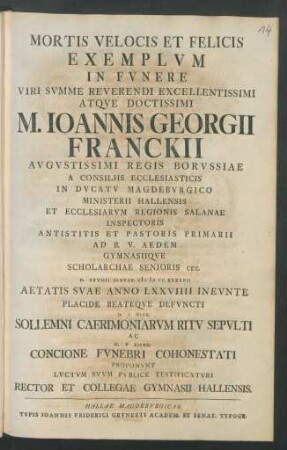 14
MORTIS VELOCIS ET FELICIS
EXEMPLVM
IN FVNERE
VIRI SVMME REVERENDI EXCELLENTISSIMI
ATQVE DOCTISSIMI
M. IOANNIS GEORGII
FRANCKII
AVGVSTISSIMI REGIS BORVSSIAE
A CONSILIIS ECCLESIASTICIS
IN DVCATV MAGDEBVRGICO
MINISTERII HALLENSIS
ET ECCLESIARVM REGIONIS SALANAE
INSPECTORIS
ANTISTITIS ET PASTORIS PRIMARII
AD B. V. AEDEM
GYMNASIIQVE
SCHOLARCHAE SENIORIS CET.
AETATIS SVAE ANNO LXXVIIII INEVNTE
PLACIDE BEATEQVE DEFVNCTI
SOLLEMNI CAERIMONIARVM RITV SEPVLTI
AC
CONCIONE FVNEBRI COHONESTATI
PROPONVNT
LVCTVM SVVM PVBLICE TESTIFICATVRI
RECTOR ET COLLEGAE GYMNASII HALLENSIS.
HALLAE MAGDEBVRGICAE
TYPIS IOANNIS FRIDERICI GRVNERTI ACADEM. ET SENAT. TYPOGR.